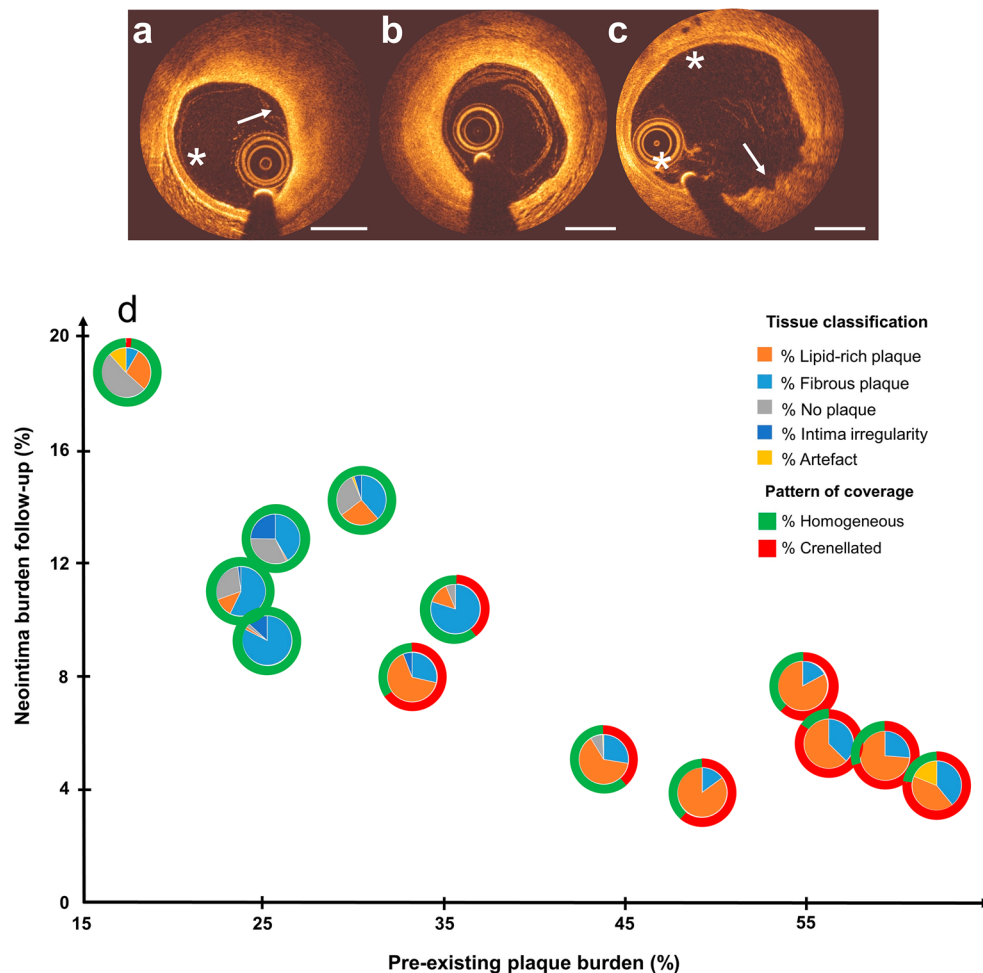 a
b
c
*
*
*
d
Tissue classification
% Lipid-rich plaque
% Fibrous plaque
% No plaque
% Intima irregularity
% Artefact
Pattern of coverage
% Homogeneous
% Crenellated
20
16
12
8
4
0
Neointima burden follow-up (%)
15
25
35
45
55
Pre-existing plaque burden (%)